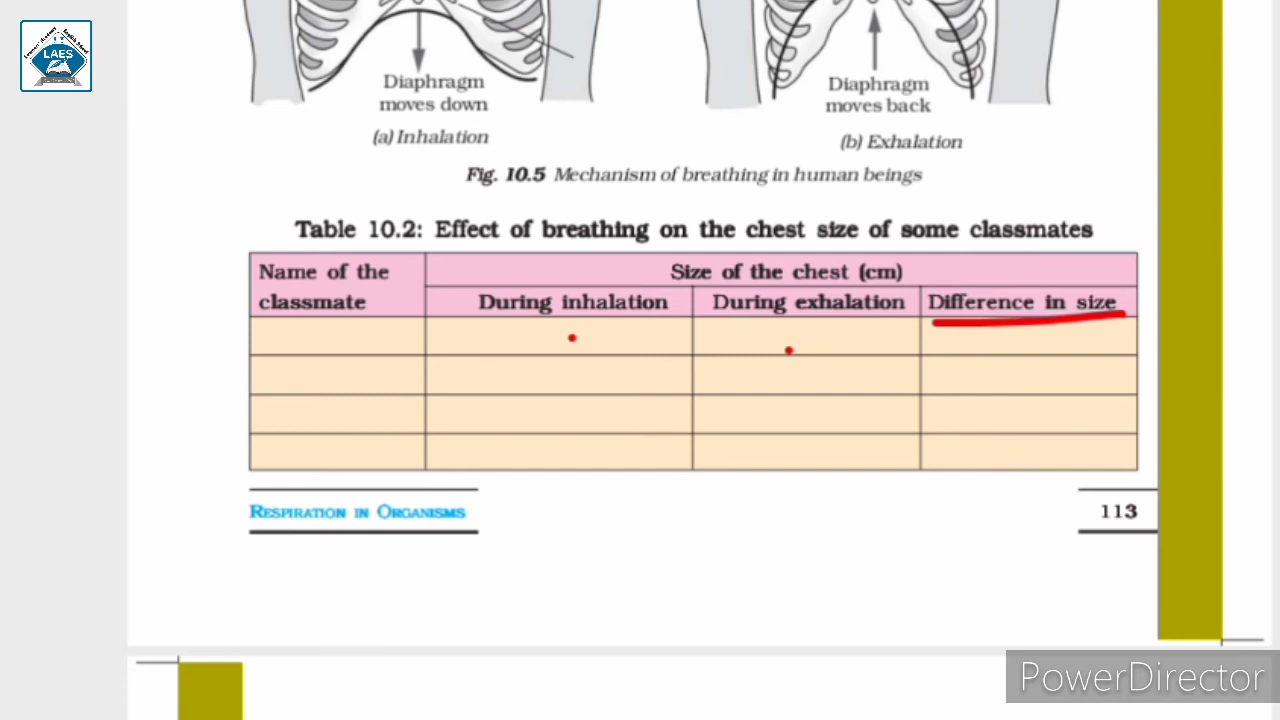 LAES
Diaphragm
moves down
(a) Inhalation
Diaphragm
moves back
(b) Exhalation
Fig. 10.5 Mechanism of breathing in human beings
Table 10.2: Effect of breathing on the chest size of some classmates
Name of the
classmate
Size of the chest (cm)
During inhalation
During exhalation
Difference in size
RESPIRATION IN ORGANISMS
113
PowerDirector